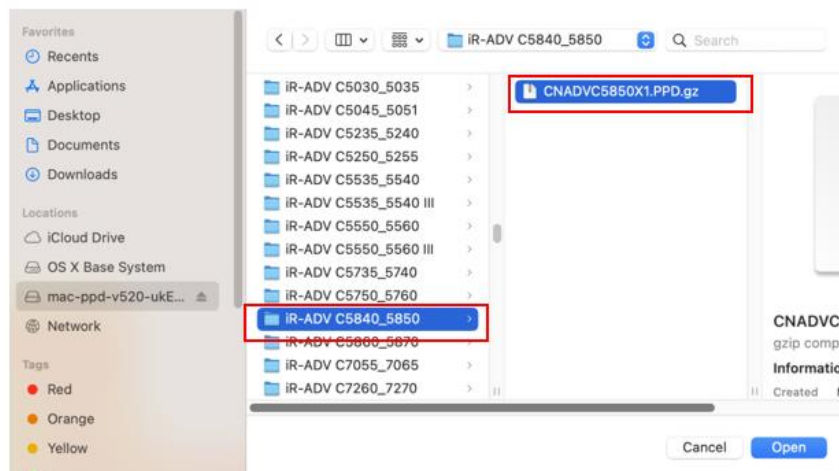 Favorites
Recents
Applications
Desktop
Documents
Downloads
Locations
iCloud Drive
OS X Base System
mac-ppd-v520-ukE...
Network
Tags
Red
Orange
Yellow
iR-ADV C5840_5850
Search
iR-ADV C5030_5035
iR-ADV C5045_5051
iR-ADV C5235_5240
iR-ADV C5250_5255
iR-ADV C5535_5540
iR-ADV C5535_5540 III
iR-ADV C5550_5560
iR-ADV C5550_5560 III
iR-ADV C5735_5740
iR-ADV C5750_5760
iR-ADV C5840_5850
iR-ADV C5860_5870
iR-ADV C7055_7065
iR-ADV C7260_7270
CNADVC5850X1.PPD.gz
CNADVC
gzip comp
Informatio
Created
Cancel
Open